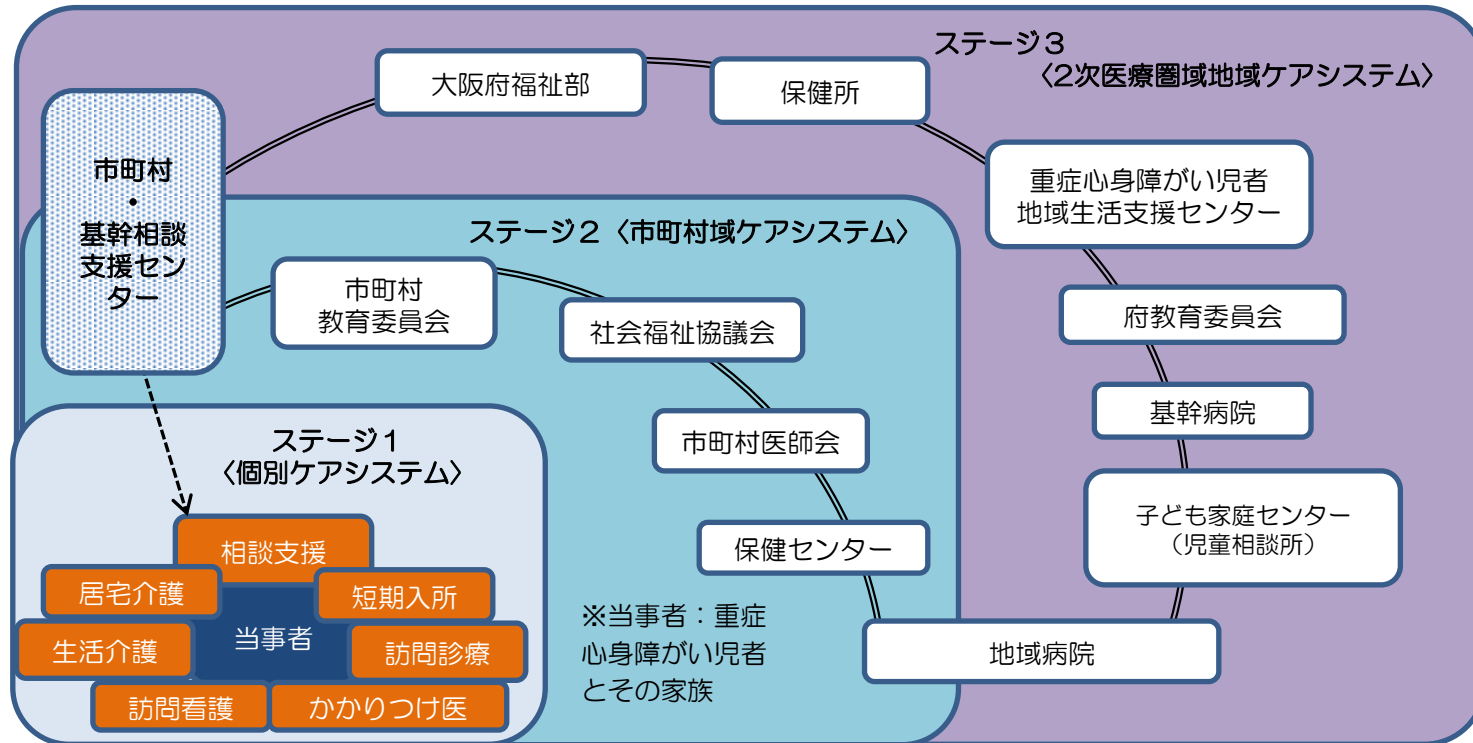 ステージ３
〈２次医療圏域地域ケアシステム〉
大阪府福祉部
保健所
市町村
・
基幹相談
支援セン
ター
重症心身障がい児者
地域生活支援センター
ステージ２〈市町村域ケアシステム〉
市町村
教育委員会
社会福祉協議会
府教育委員会
基幹病院
市町村医師会
子ども家庭センター
（児童相談所）
保健センター
地域病院
※当事者：重症
心身障がい児者
とその家族
ステージ１
〈個別ケアシステム〉
相談支援
居宅介護
短期入所
生活介護
当事者
訪問診療
訪問看護
かかりつけ医